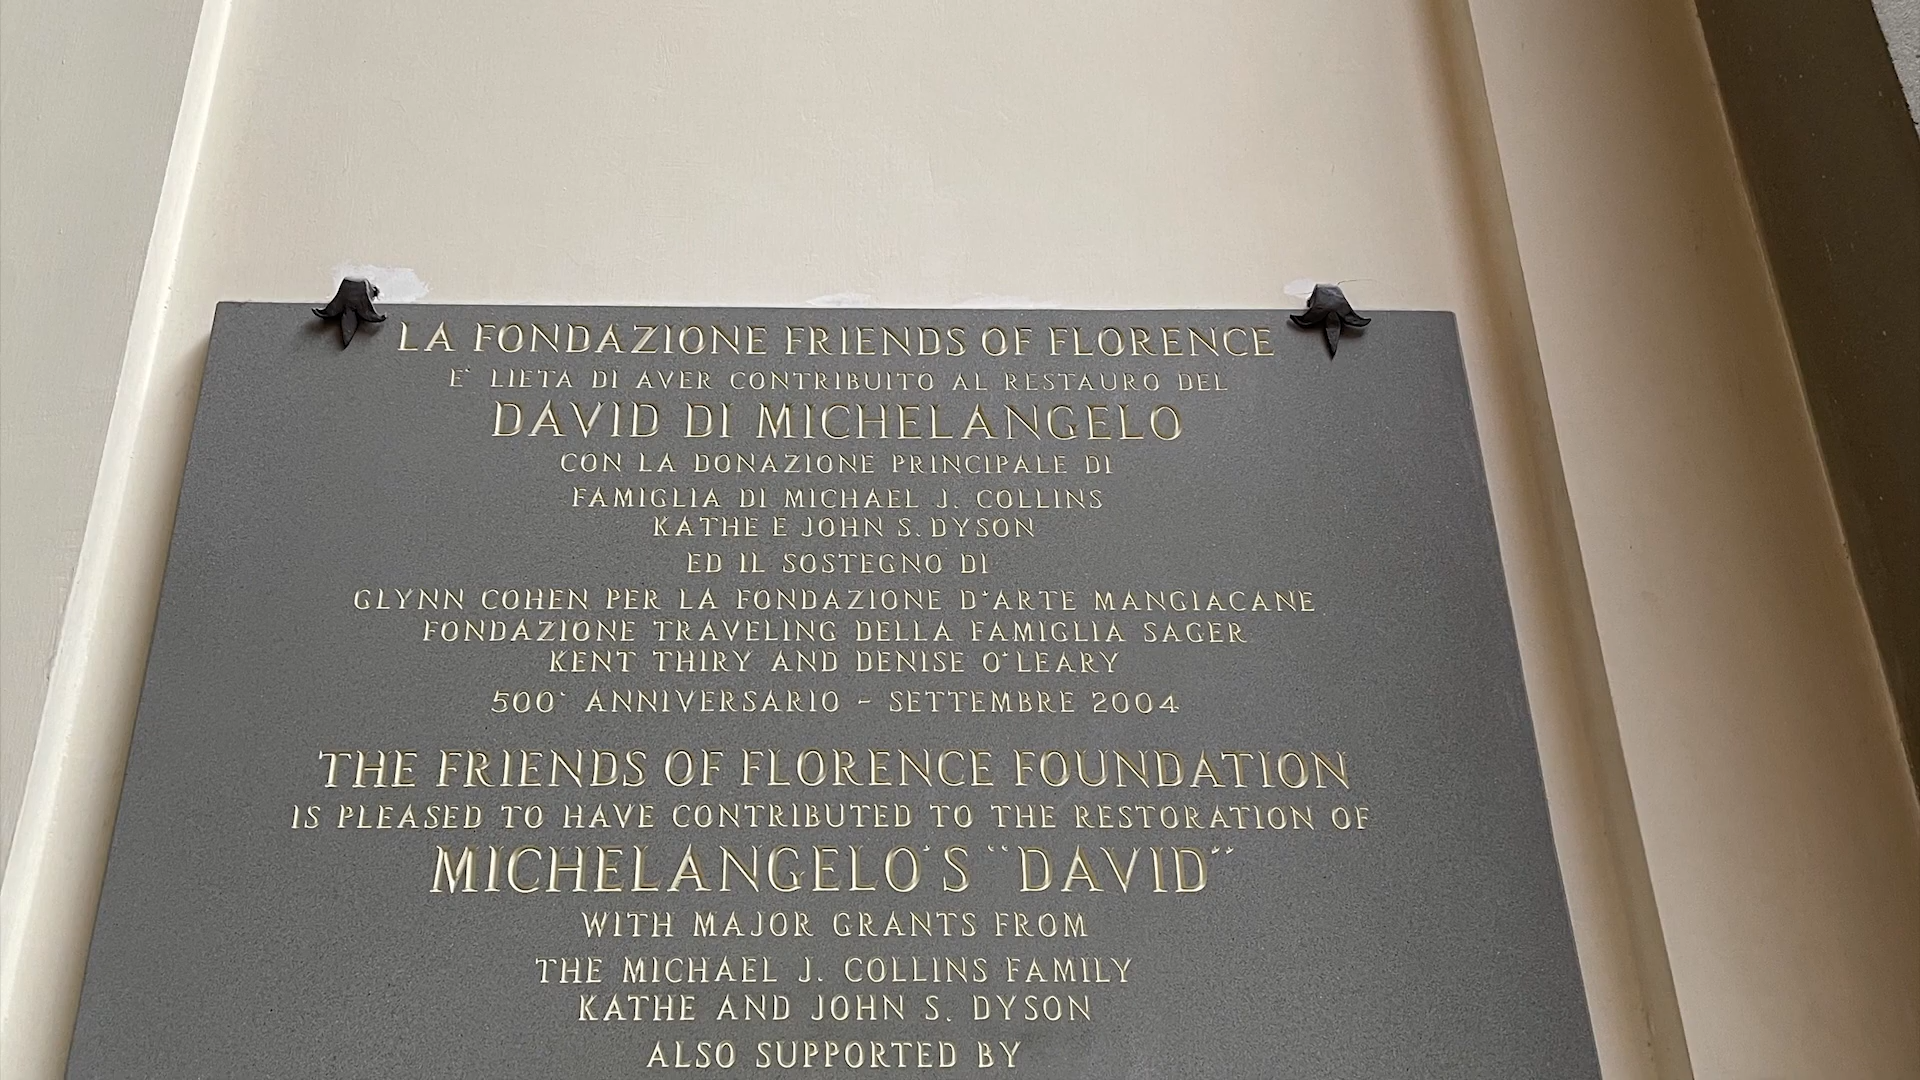 LA FONDAZIONE FRIENDS OF FLORENCE
E` LIETA DI AVER CONTRIBUITO AL RESTAURO DEL
DAVID DI MICHELANGELO
CON LA DONAZIONE PRINCIPALE DI
FAMIGLIA DI MICHAEL J. COLLINS
KATHE E JOHN S. DYSON
ED IL SOSTEGNO DI
GLYNN COHEN PER LA FONDAZIONE D'ARTE MANGIACANE
FONDAZIONE TRAVELING DELLA FAMIGLIA SAGER
KENT THIRY AND DENISE O'LEARY
500° ANNIVERSARIO - SETTEMBRE 2004
THE FRIENDS OF FLORENCE FOUNDATION
IS PLEASED TO HAVE CONTRIBUTED TO THE RESTORATION OF
MICHELANGELO'S "DAVID"
WITH MAJOR GRANTS FROM
THE MICHAEL J. COLLINS FAMILY
KATHE AND JOHN S. DYSON
ALSO SUPPORTED BY